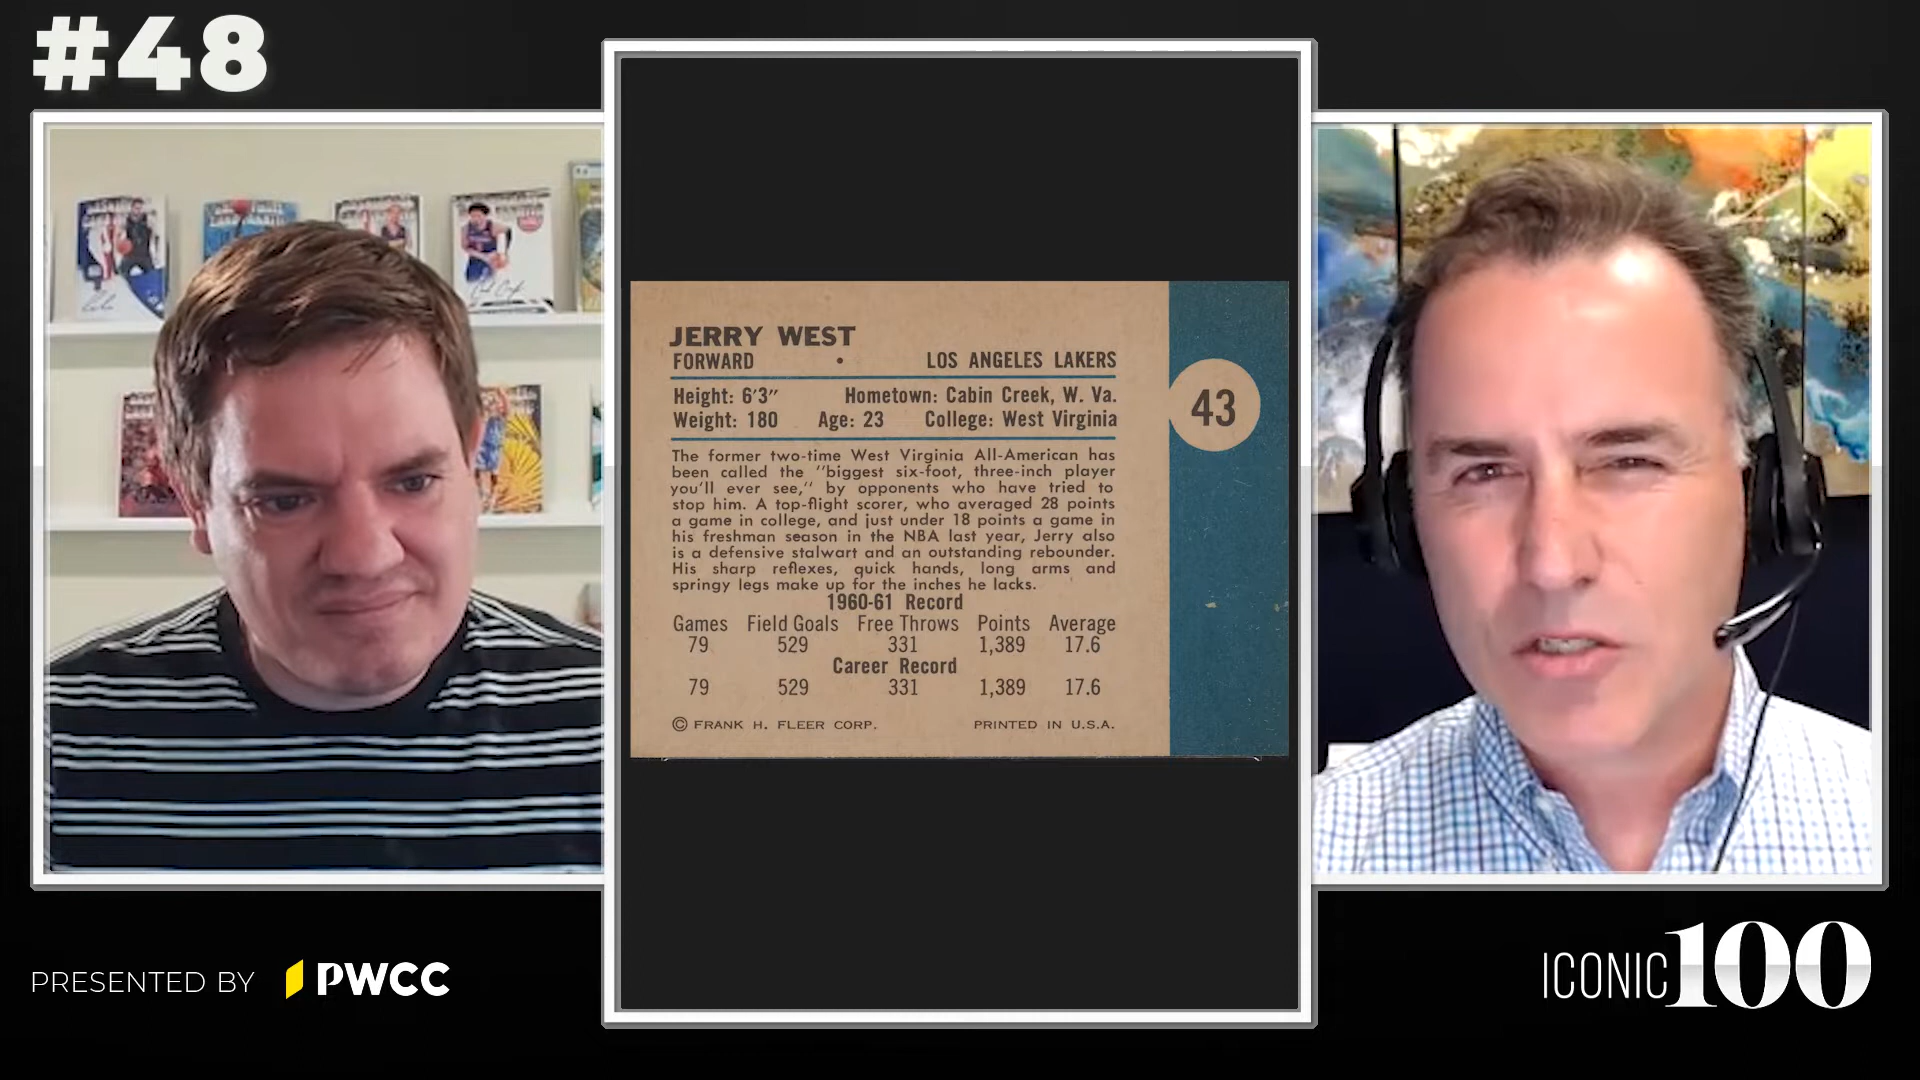 #48
JERRY WEST
FORWARD • LOS ANGELES LAKERS
Height: 6'3" Hometown: Cabin Creek, W. Va.
Weight: 180 Age: 23 College: West Virginia
43
The former two-time West Virginia All-American has
been called the "biggest six-foot, three-inch player
you'll ever see," by opponents who have tried to
stop him. A top-flight scorer, who averaged 28 points
a game in college, and just under 18 points a game in
his freshman season in the NBA last year, Jerry also
is a defensive stalwart and an outstanding rebounder.
His sharp reflexes, quick hands, long arms and
springy legs make up for the inches he lacks.
1960-61 Record
Games Field Goals Free Throws Points Average
79 529 331 1,389 17.6
Career Record
79 529 331 1,389 17.6
© FRANK H. FLEER CORP. PRINTED IN U.S.A.
PRESENTED BY PWCC
ICONIC 100